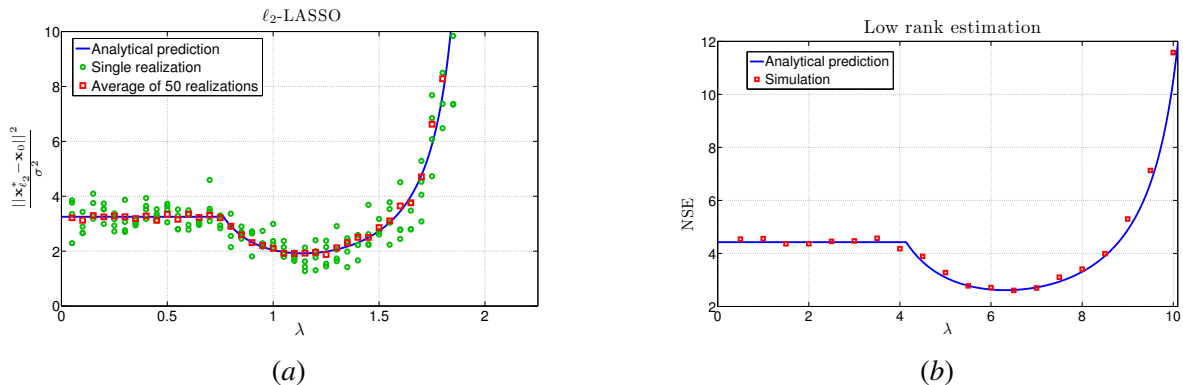 ℓ₂-LASSO
Analytical prediction
Single realization
Average of 50 realizations
10
8
6
4
2
0
||x*ℓ₂ − x₀||²
σ²
0 0.5 1 1.5 2
λ
(a)
Low rank estimation
Analytical prediction
Simulation
12
10
8
6
4
2
NSE
0 2 4 6 8 10
λ
(b)